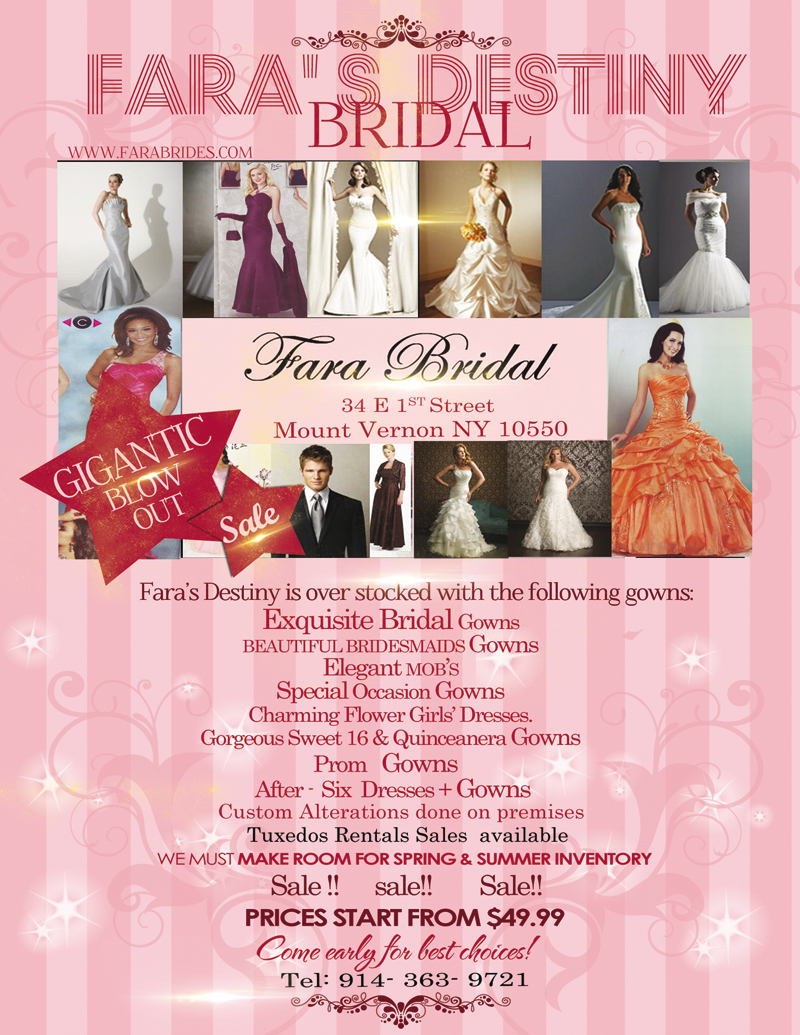 FARA'S DESTINY
BRIDAL
WWW.FARABRIDES.COM
C
Fara Bridal
34 E 1ST Street
Mount Vernon NY 10550
GIGANTIC
BLOW
OUT
Sale
Fara's Destiny is over stocked with the following gowns:
Exquisite Bridal Gowns
BEAUTIFUL BRIDESMAIDS Gowns
Elegant MOB'S
Special Occasion Gowns
Charming Flower Girls' Dresses.
Gorgeous Sweet 16 & Quinceanera Gowns
Prom Gowns
After - Six Dresses + Gowns
Custom Alterations done on premises
Tuxedos Rentals Sales available
WE MUST MAKE ROOM FOR SPRING & SUMMER INVENTORY
Sale !! sale!! Sale!!
PRICES START FROM $49.99
Come early for best choices!
Tel: 914- 363- 9721